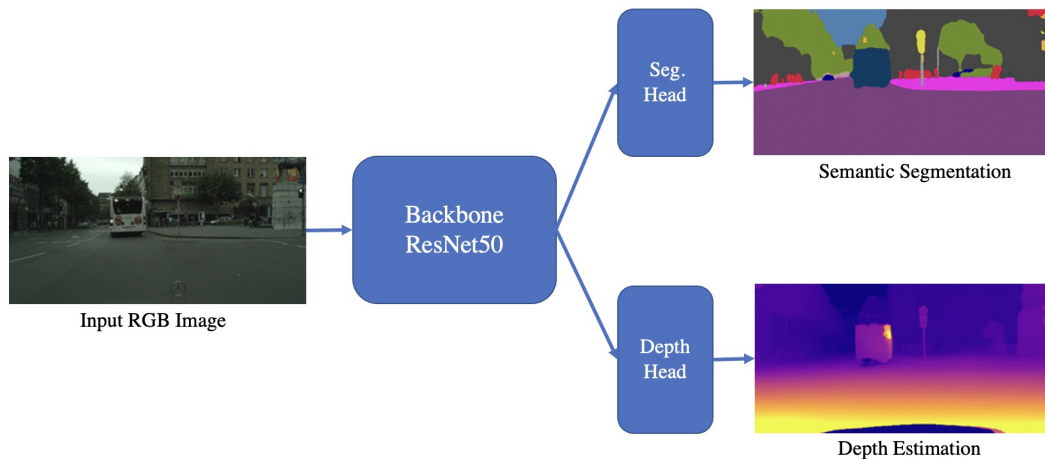 Input RGB Image
Backbone
ResNet50
Seg.
Head
Semantic Segmentation
Depth
Head
Depth Estimation